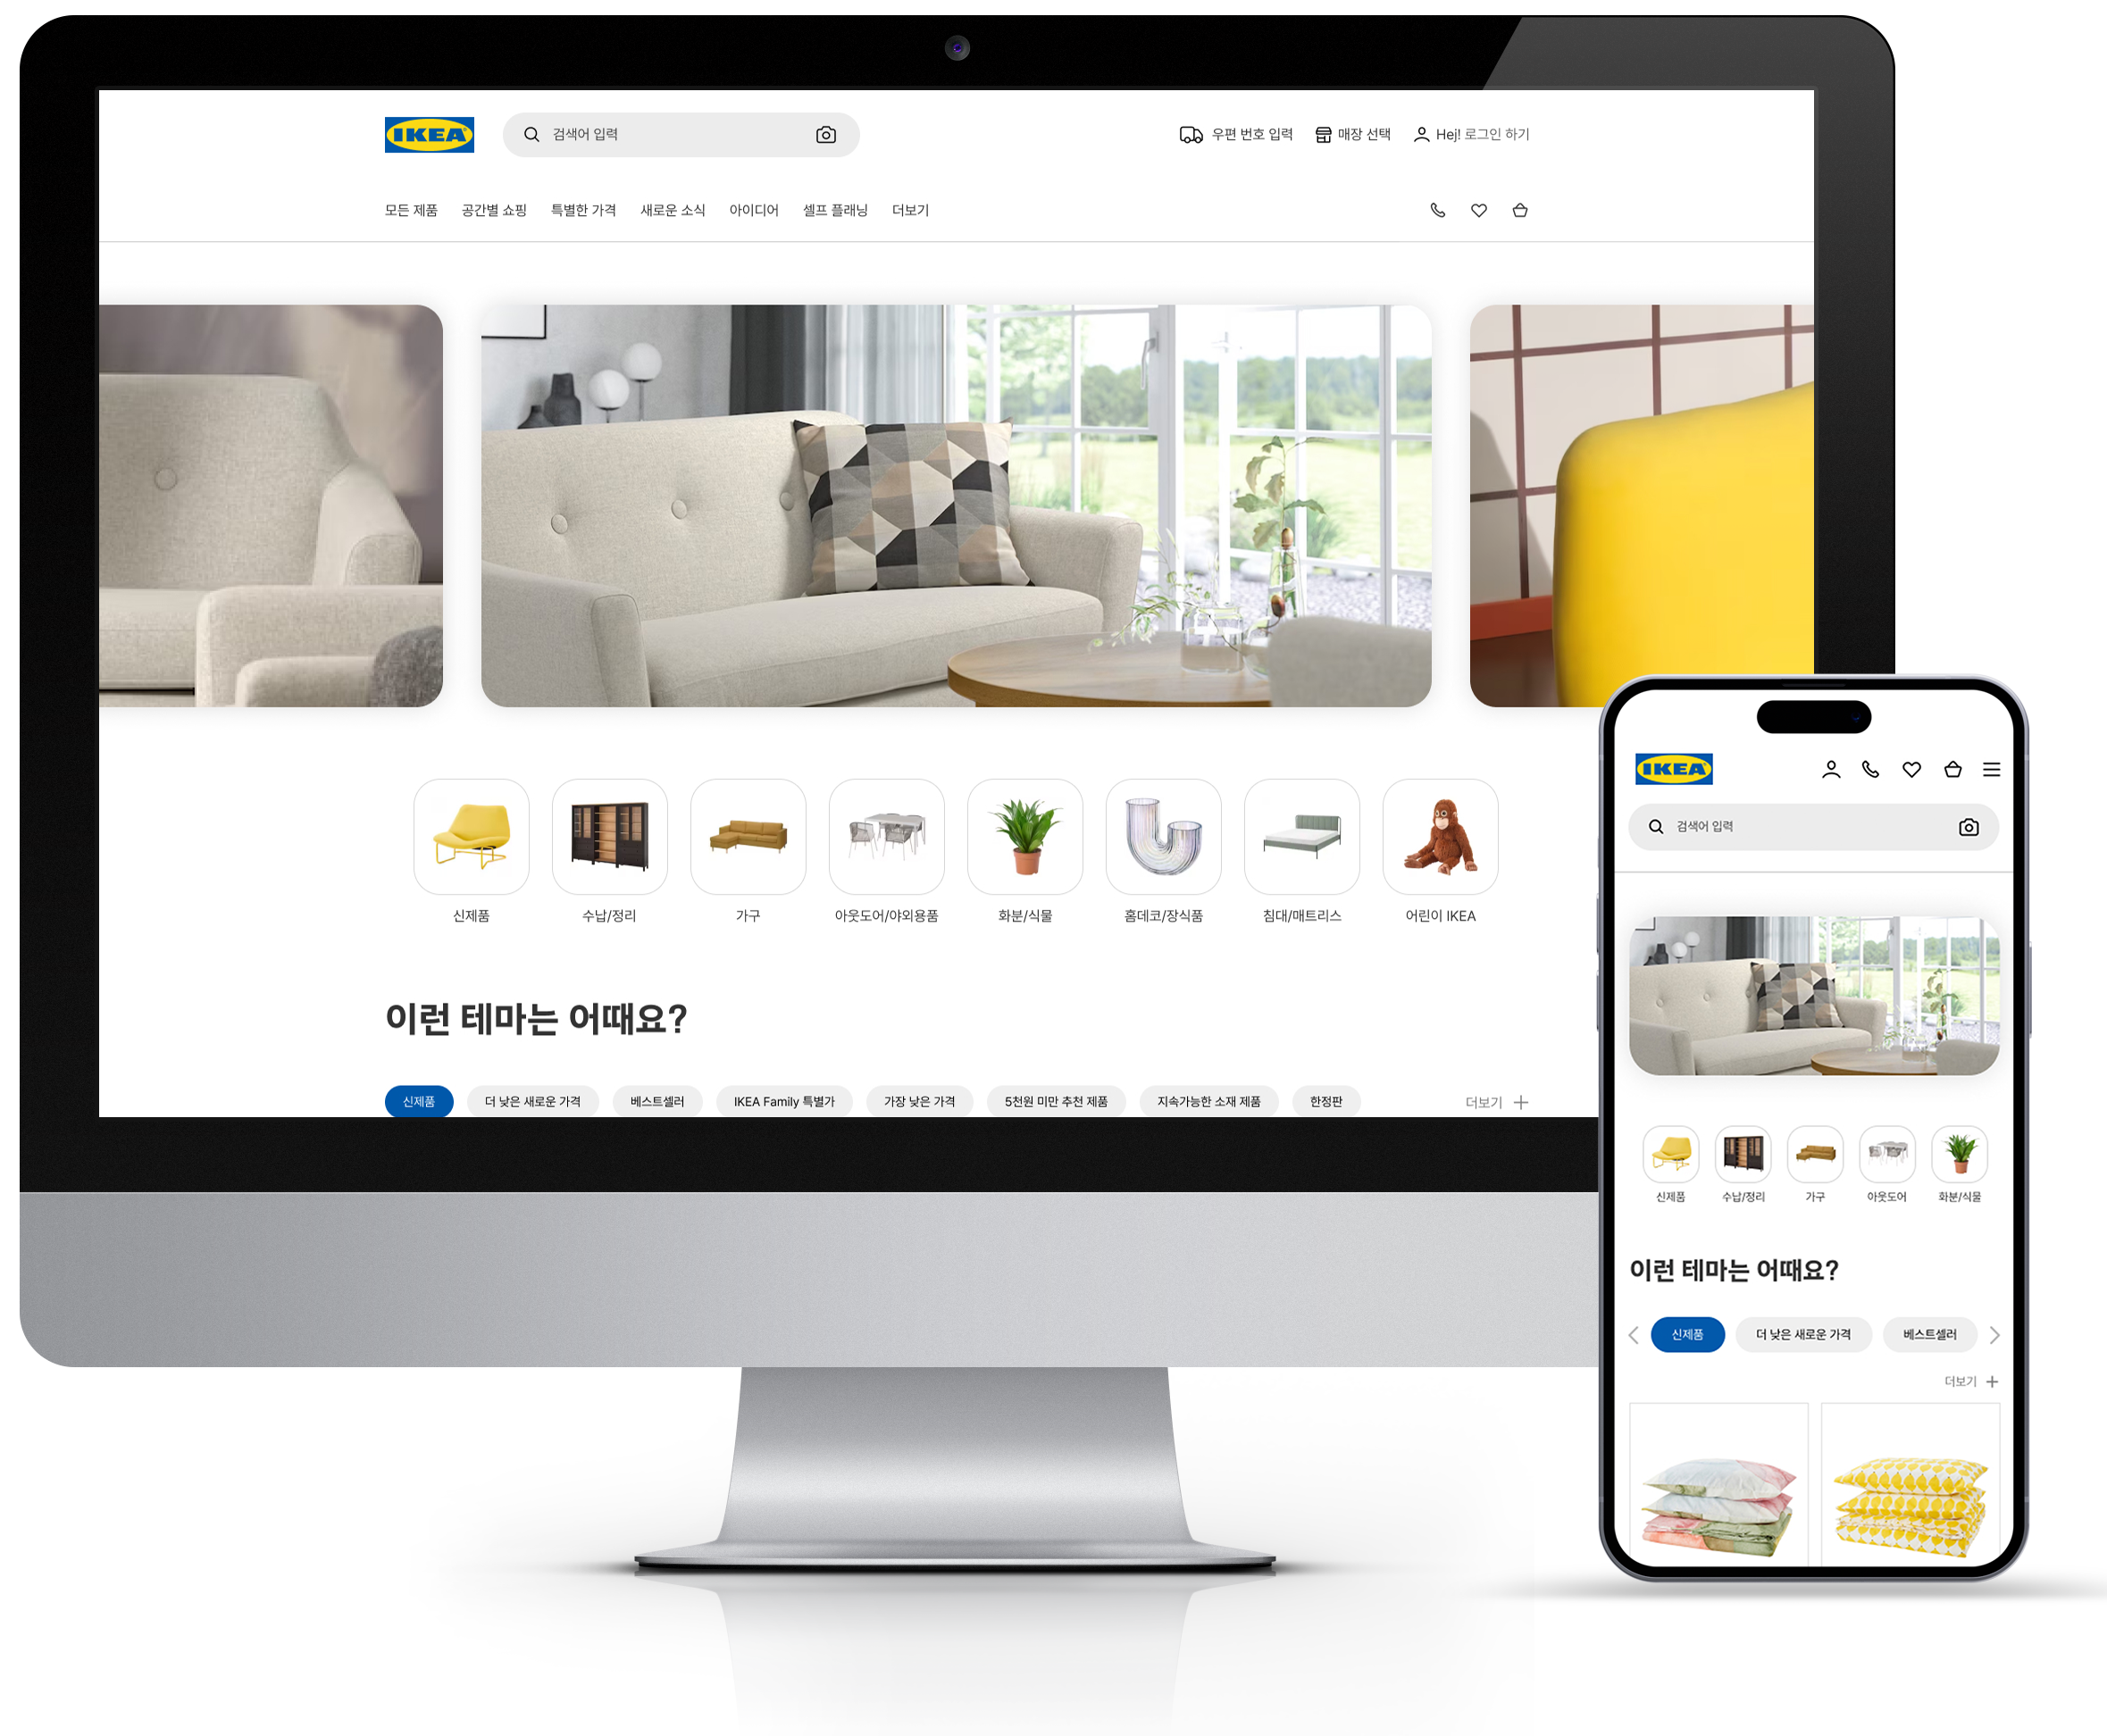 IKEA
검색어 입력
우편 번호 입력
매장 선택
Hej! 로그인 하기
모든 제품 공간별 쇼핑 특별한 가격 새로운 소식 아이디어 셀프 플래닝 더보기
신제품 수납/정리 가구 아웃도어/야외용품 화분/식물 홈데코/장식품 침대/매트리스 어린이 IKEA
이런 테마는 어때요?
신제품 더 낮은 새로운 가격 베스트셀러 IKEA Family 특별가 가장 낮은 가격 5천원 미만 추천 제품 지속가능한 소재 제품 한정판 더보기
IKEA
검색어 입력
신제품 수납/정리 가구 아웃도어 화분/식물
이런 테마는 어때요?
신제품 더 낮은 새로운 가격 베스트셀러
더보기